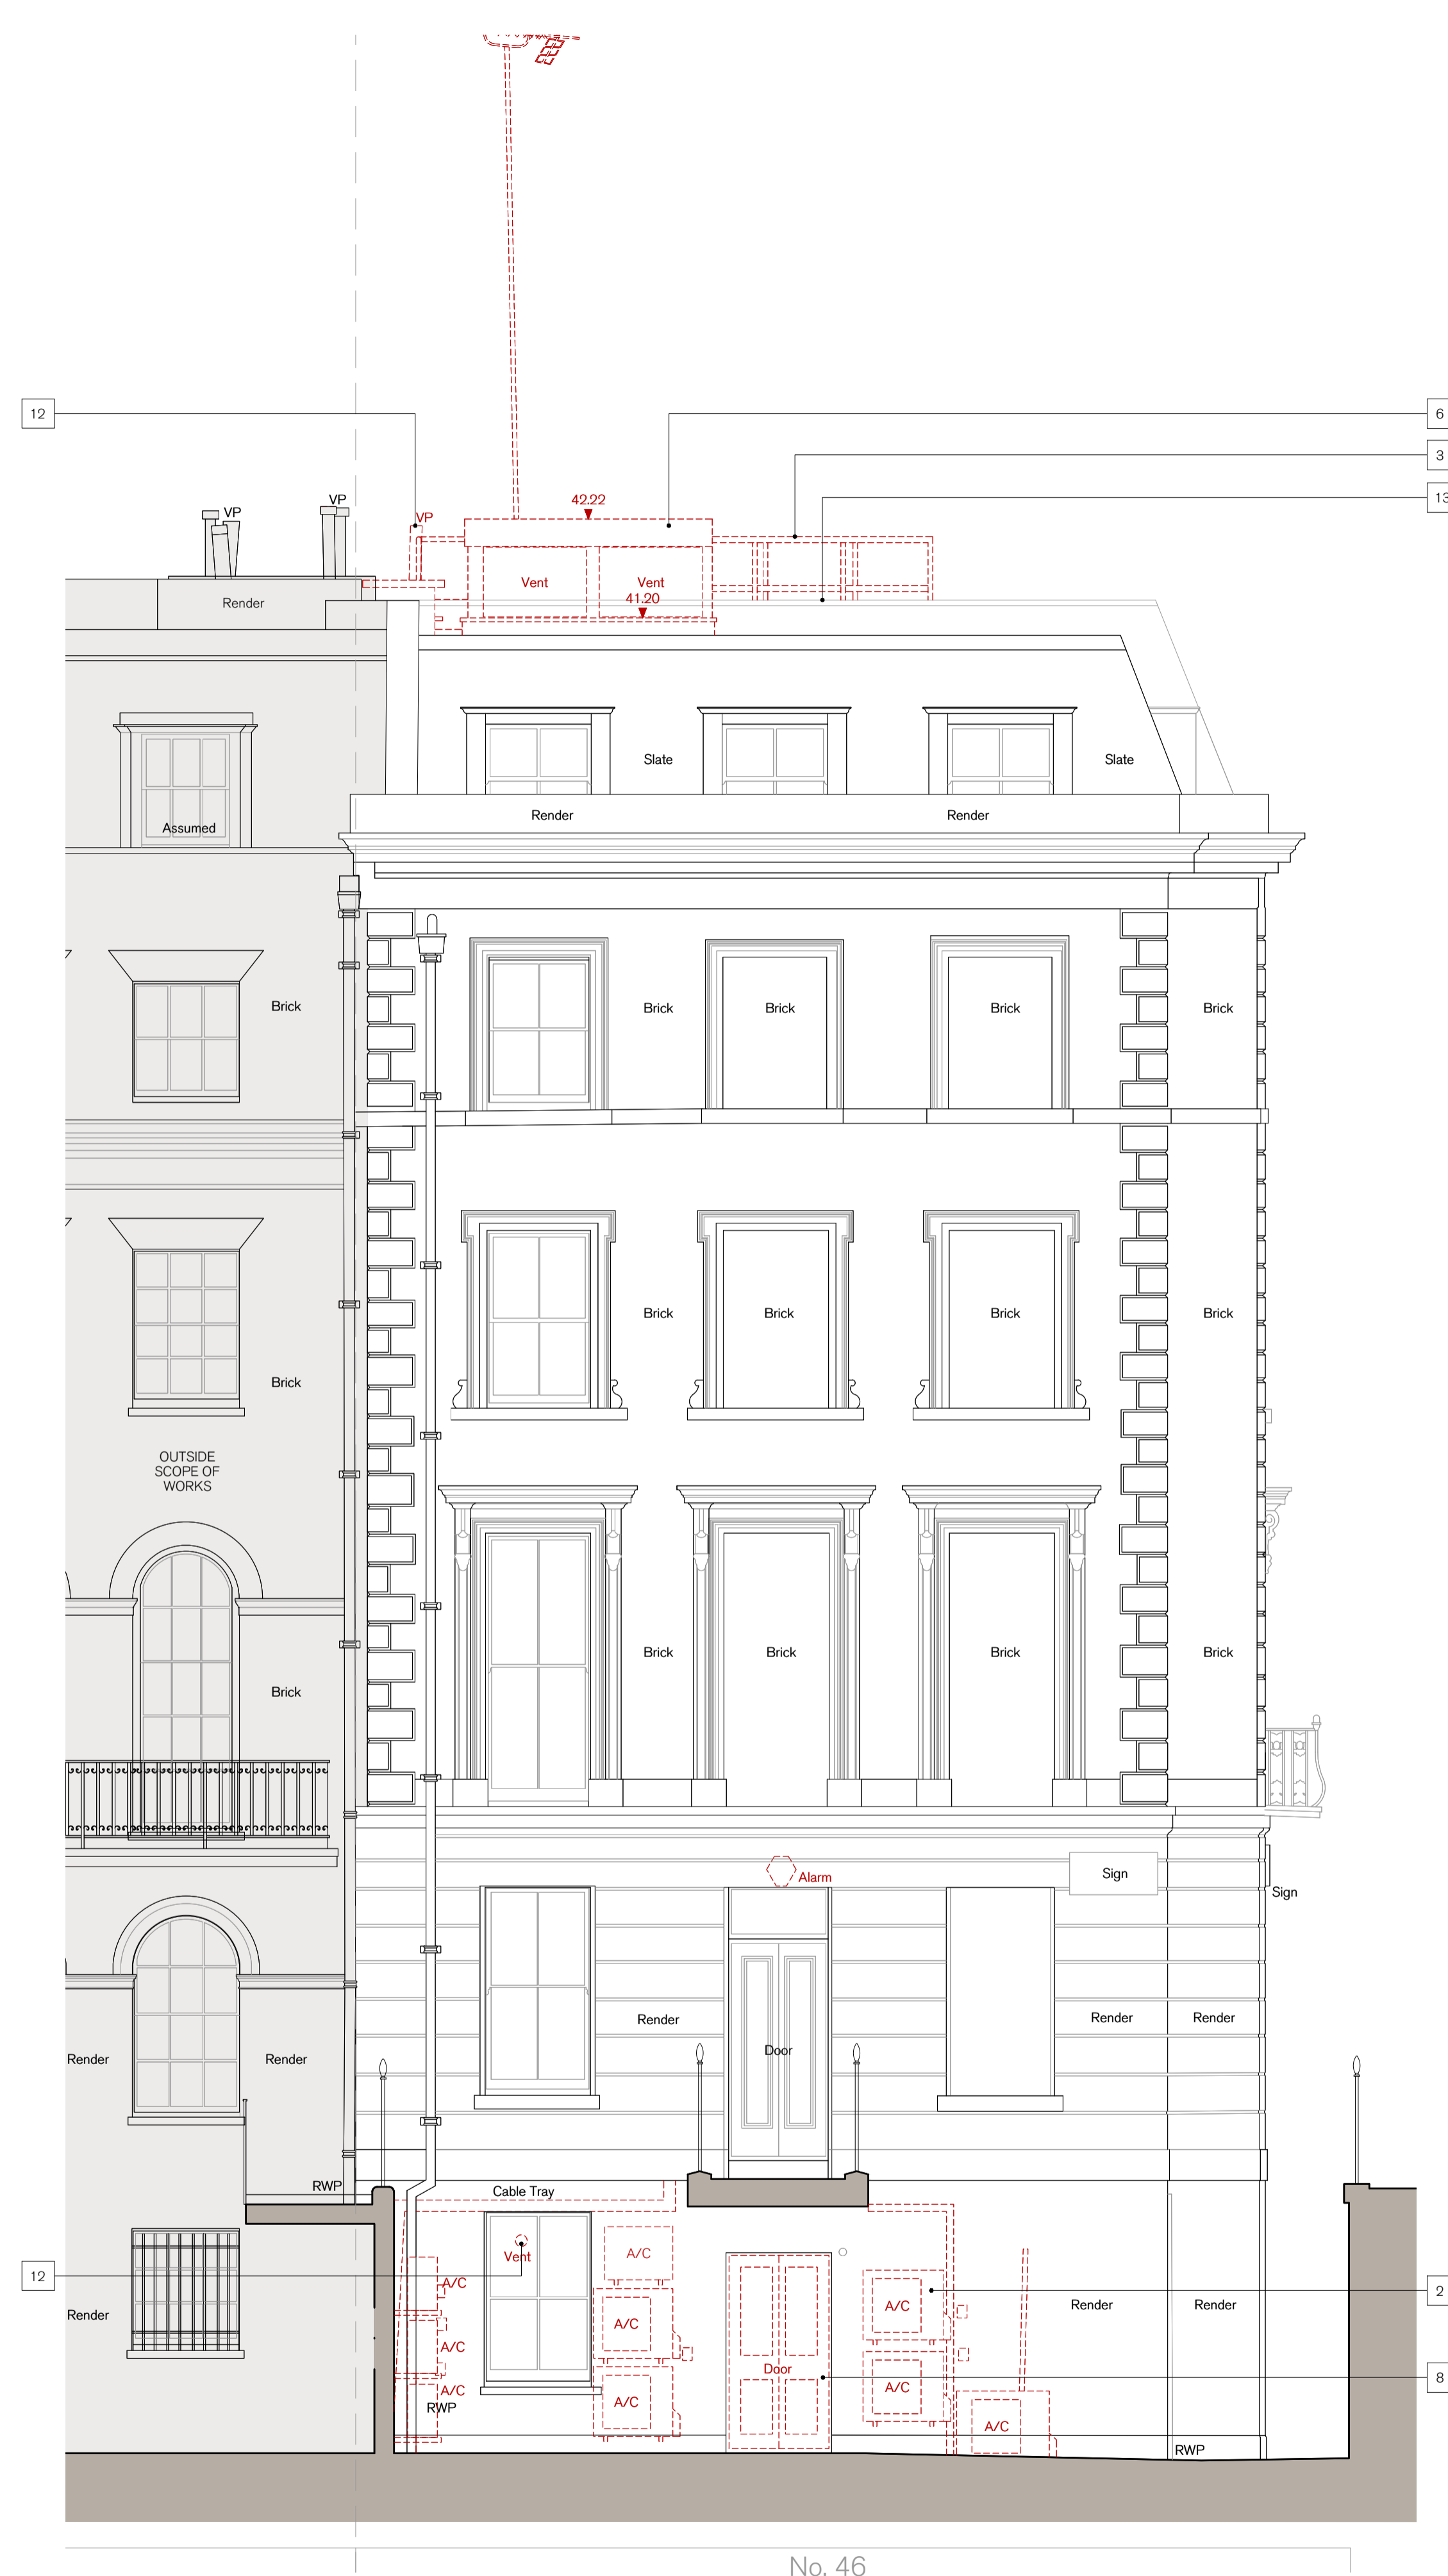 12
6
3
13
42.22
VP
VP
VP
Vent
Vent
41.20
Render
Slate
Slate
Render
Render
Assumed
Brick
Brick
Brick
Brick
Brick
Brick
Brick
Brick
Brick
Brick
OUTSIDE
SCOPE OF
WORKS
Brick
Brick
Brick
Brick
Brick
Alarm
Sign
Sign
Render
Render
Render
Door
Render
Render
RWP
Cable Tray
Vent
A/C
12
A/C
2
A/C
Render
Render
Render
A/C
A/C
Door
8
A/C
A/C
A/C
RWP
A/C
RWP
No. 46